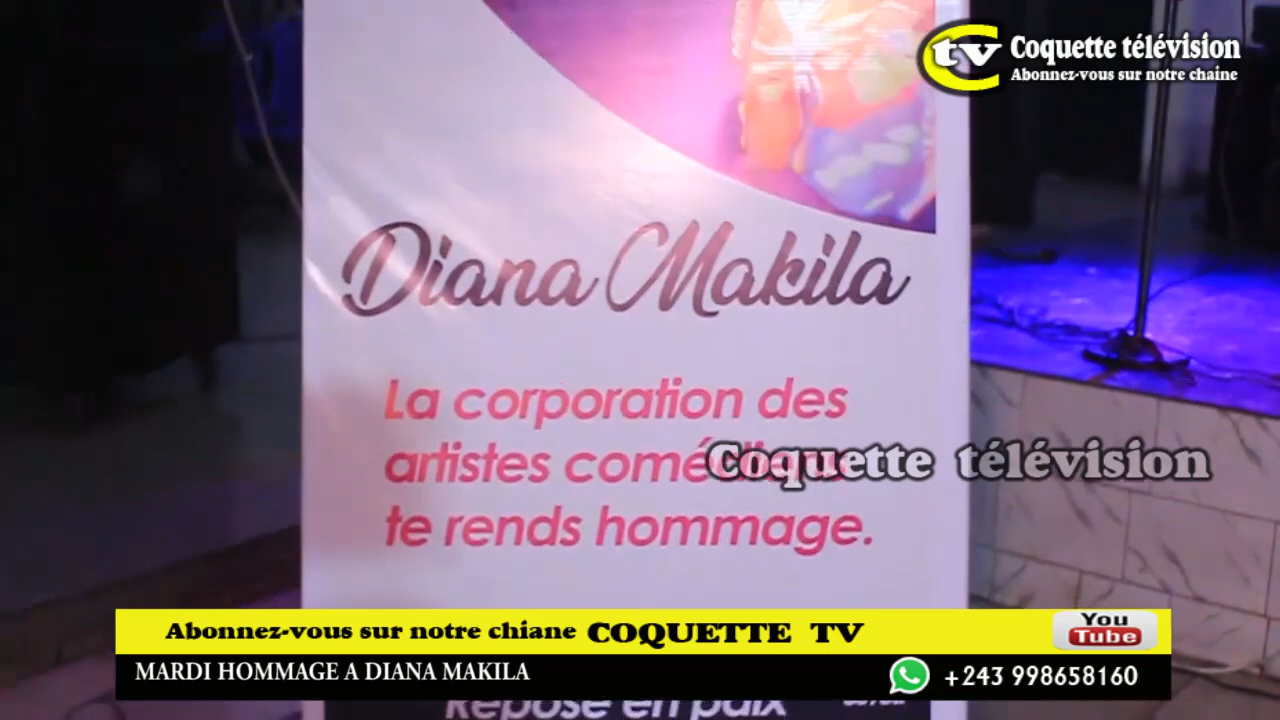 tv Coquette télévision
Abonnez-vous sur notre chaine
Diana Makila
La corporation des
artistes comédiens
te rends hommage.
Coquette télévision
Abonnez-vous sur notre chiane COQUETTE TV
You
Tube
MARDI HOMMAGE A DIANA MAKILA
+243 998658160
Repose en paix